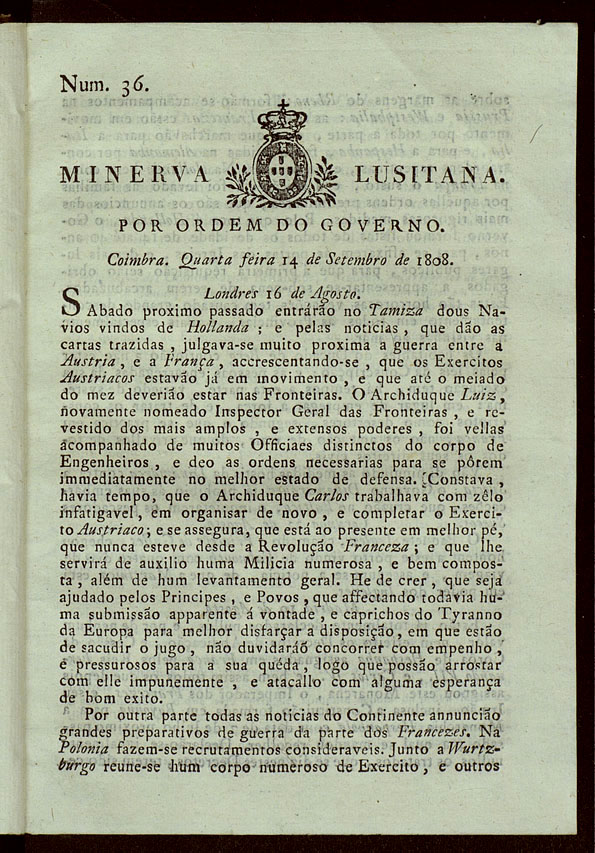 Num. 36.
MINERVA LUSITANA.
POR ORDEM DO GOVERNO.
Coimbra. Quarta feira 14 de Setembro de 1808.
Londres 16 de Agosto.
SAbado proximo passado entrárão no Tamiza dous Na-
vios vindos de Hollanda ; e pelas noticias , que dão as
cartas trazidas , julgava-se muito proxima a guerra entre a
Austria , e a França , accrescentando-se , que os Exercitos
Austriacos estavão já em movimento , e que até o meiado
do mez deverião estar nas Fronteiras. O Archiduque Luiz ,
novamente nomeado Inspector Geral das Fronteiras , e re-
vestido dos mais amplos , e extensos poderes , foi vellas
acompanhado de muitos Officiaes distinctos do corpo de
Engenheiros , e deo as ordens necessarias para se pôrem
immediatamente no melhor estado de defensa. [Constava ,
havia tempo, que o Archiduque Carlos trabalhava com zêlo
infatigavel , em organisar de novo , e completar o Exerci-
to Austriaco ; e se assegura, que está ao presente em melhor pé,
que nunca esteve desde a Revolução Franceza ; e que lhe
servirá de auxilio huma Milicia numerosa , e bem compos-
ta , além de hum levantamento geral. He de crer , que seja
ajudado pelos Principes , e Povos , que affectando todavia hu-
ma submissão apparente á vontade , e caprichos do Tyranno
da Europa para melhor disfarçar a disposição, em que estão
de sacudir o jugo , não duvidaráõ concorrer com empenho ,
e pressurosos para a sua quéda, logo que possão arrostar
com elle impunemente , e atacallo com alguma esperança
de bom exito.
Por outra parte todas as noticias do Continente annuncião
grandes preparativos de guerra da parte dos Francezes. Na
Polonia fazem-se recrutamentos consideraveis. Junto a Wurtz-
burgo reune-se hum corpo numeroso de Exercito , e outros